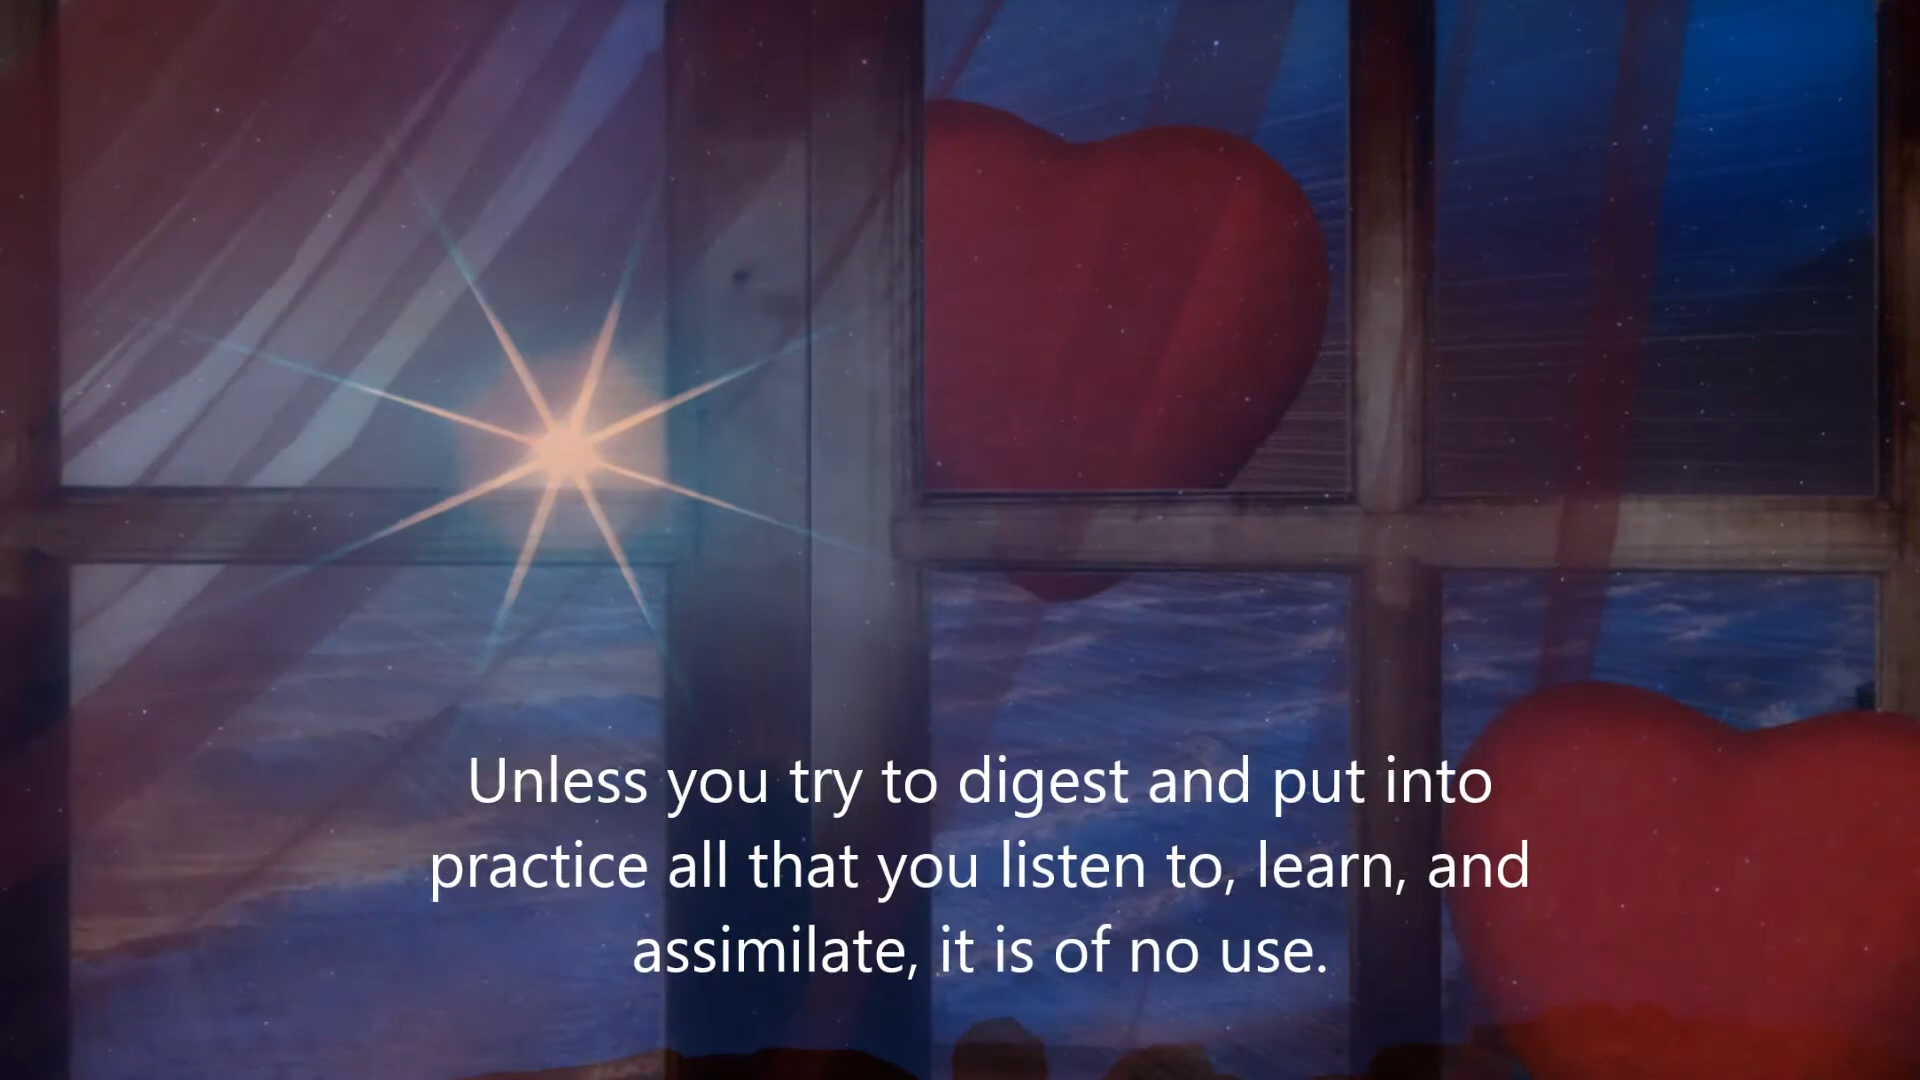 Unless you try to digest and put into
practice all that you listen to, learn, and
assimilate, it is of no use.